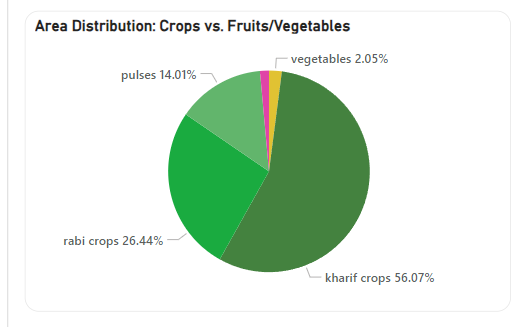 Area Distribution: Crops vs. Fruits/Vegetables
vegetables 2.05%
pulses 14.01%
rabi crops 26.44%
kharif crops 56.07%